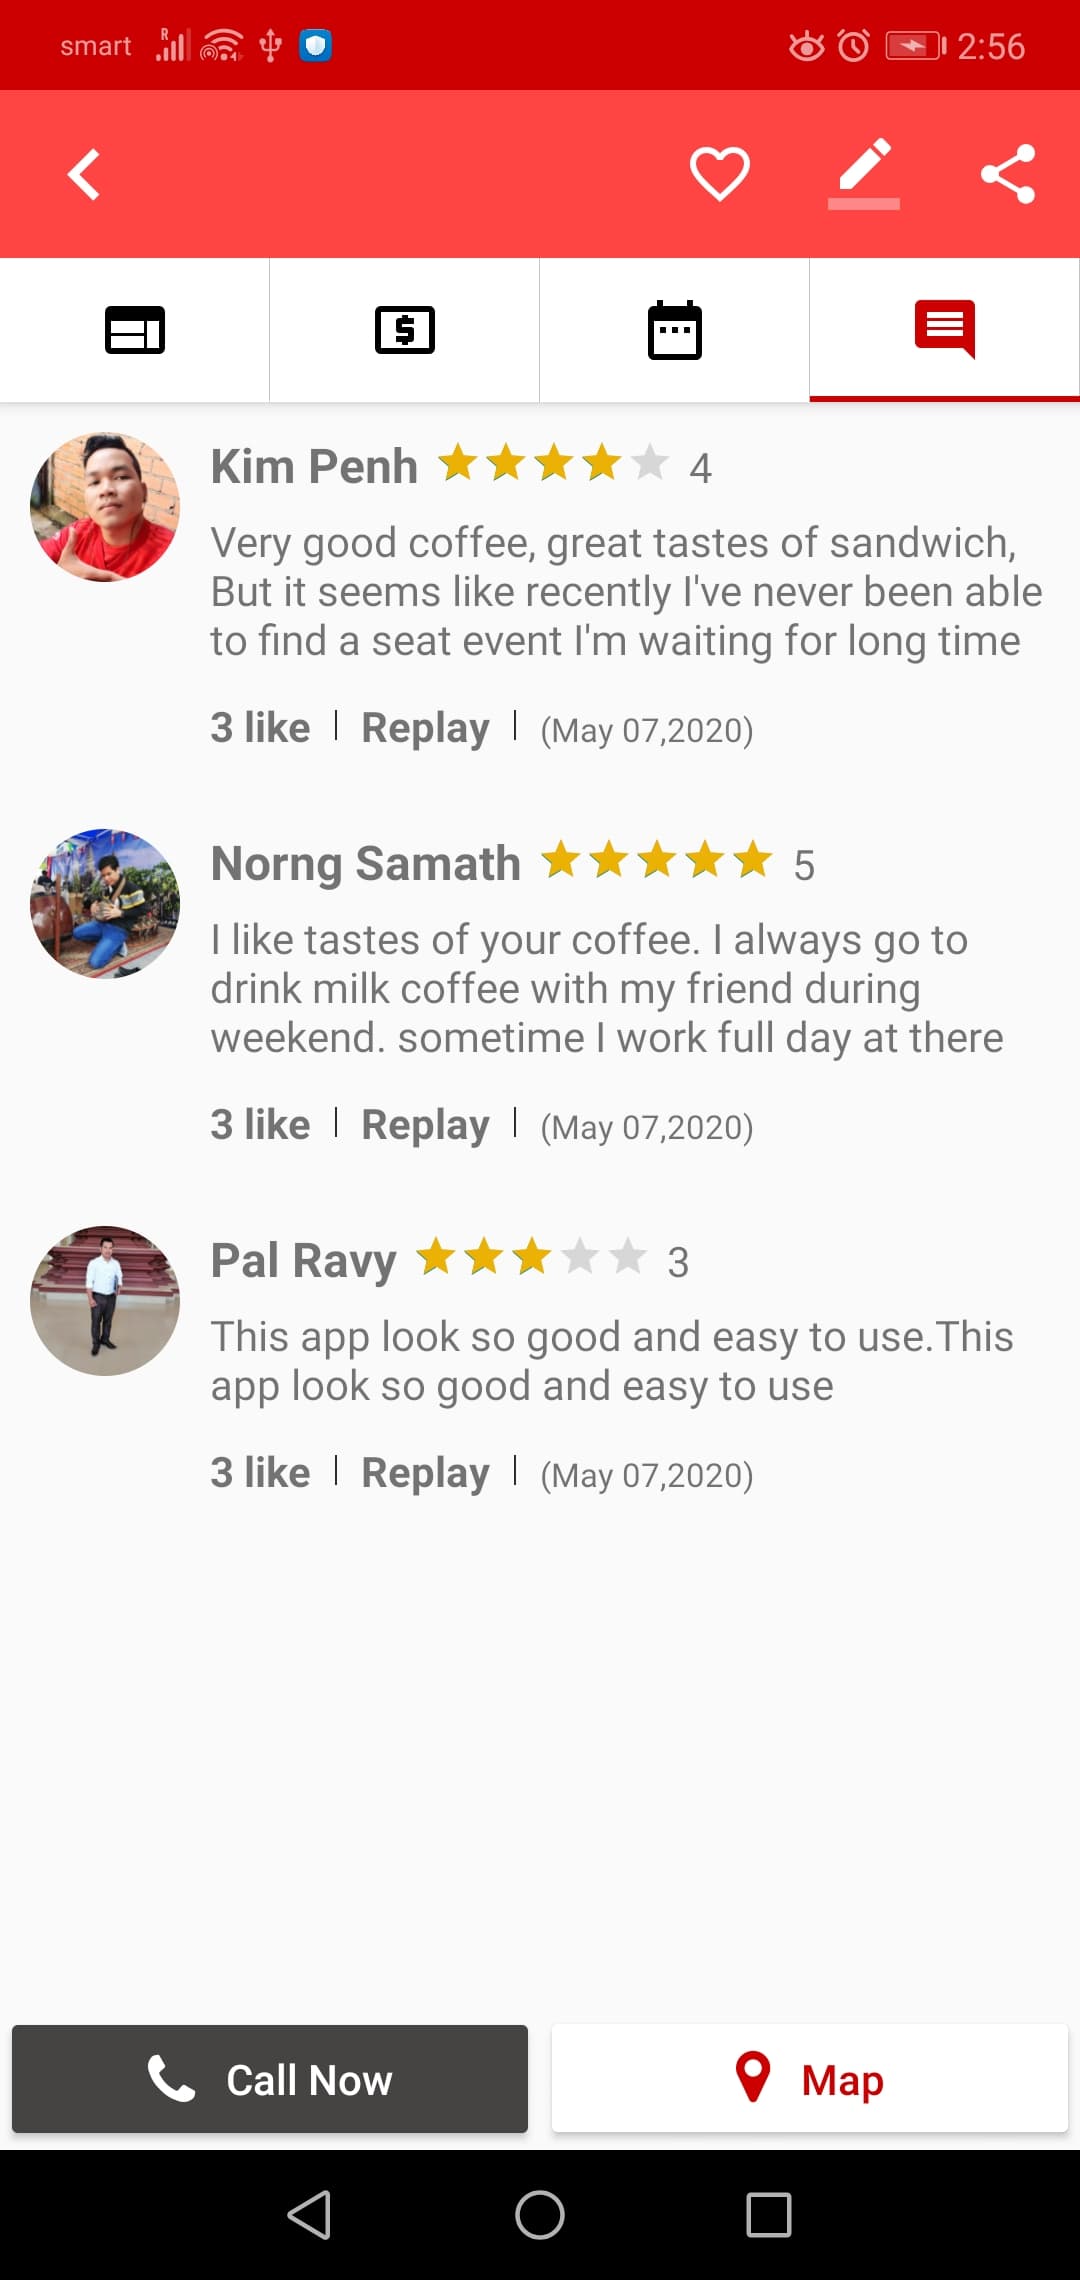 smart 2:56
Kim Penh 4
Very good coffee, great tastes of sandwich,
But it seems like recently I've never been able
to find a seat event I'm waiting for long time
3 like | Replay | (May 07,2020)
Norng Samath 5
I like tastes of your coffee. I always go to
drink milk coffee with my friend during
weekend. sometime I work full day at there
3 like | Replay | (May 07,2020)
Pal Ravy 3
This app look so good and easy to use.This
app look so good and easy to use
3 like | Replay | (May 07,2020)
Call Now Map